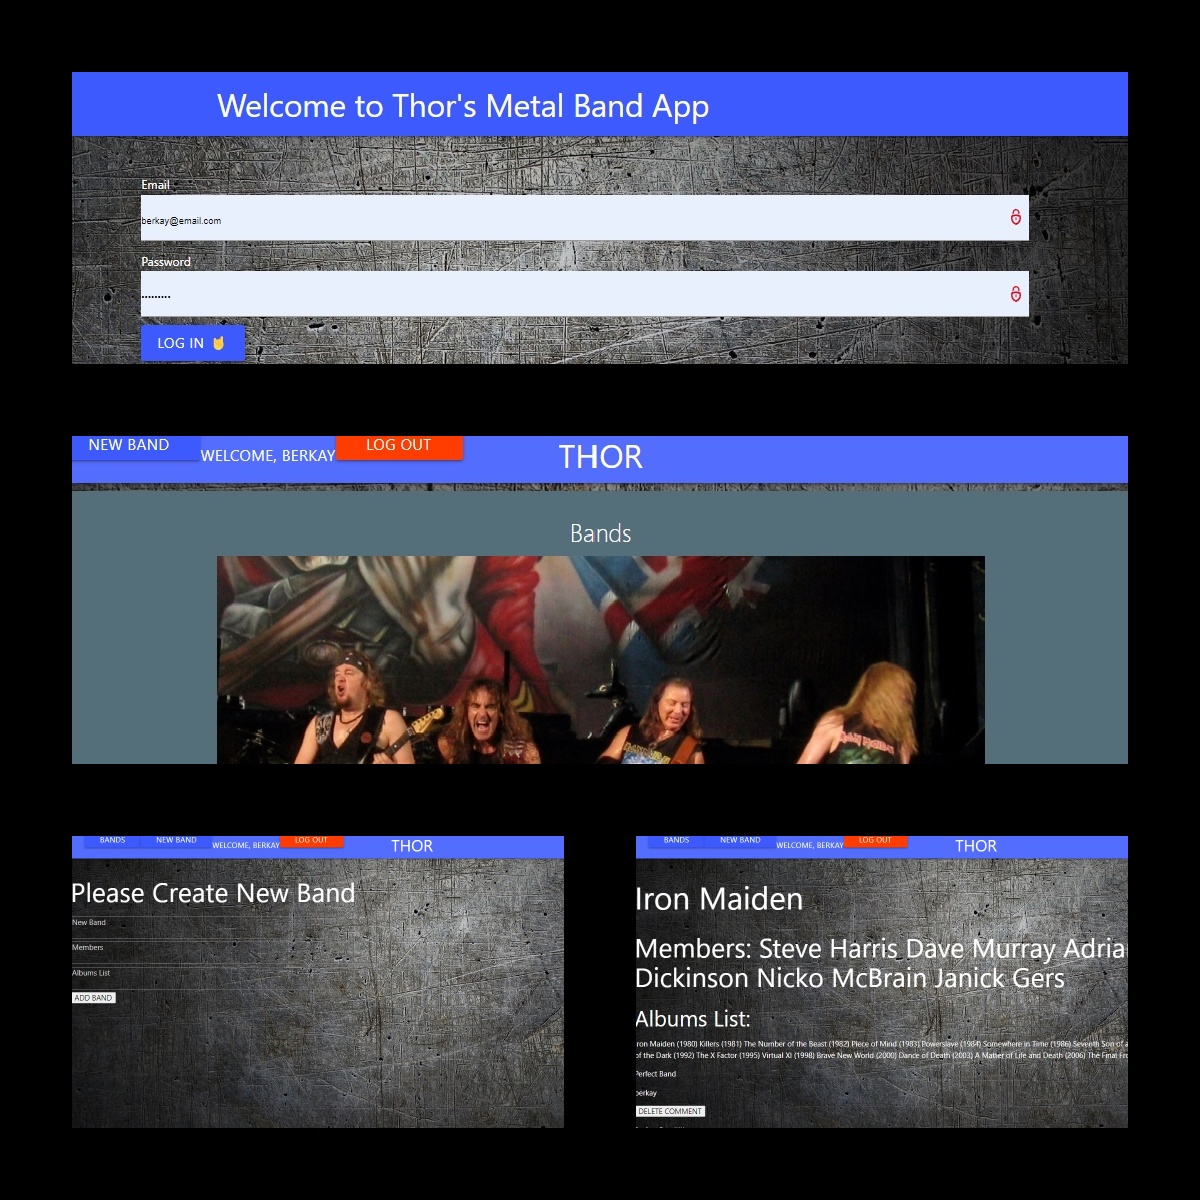 Welcome to Thor's Metal Band App
Email
berkay@email.com
Password
.........
LOG IN 🤘
NEW BAND
WELCOME, BERKAY
LOG OUT
THOR
Bands
IRON MAIDEN
BANDS
NEW BAND
WELCOME, BERKAY
LOG OUT
THOR
Please Create New Band
New Band
Members
Albums List
ADD BAND
BANDS
NEW BAND
WELCOME, BERKAY
LOG OUT
THOR
Iron Maiden
Members: Steve Harris Dave Murray Adria
Dickinson Nicko McBrain Janick Gers
Albums List:
Iron Maiden (1980) Killers (1981) The Number of the Beast (1982) Piece of Mind (1983) Powerslave (1984) Somewhere in Time (1986) Seventh Son of a
of the Dark (1992) The X Factor (1995) Virtual XI (1998) Brave New World (2000) Dance of Death (2003) A Matter of Life and Death (2006) The Final Fro
Perfect Band
berkay
DELETE COMMENT